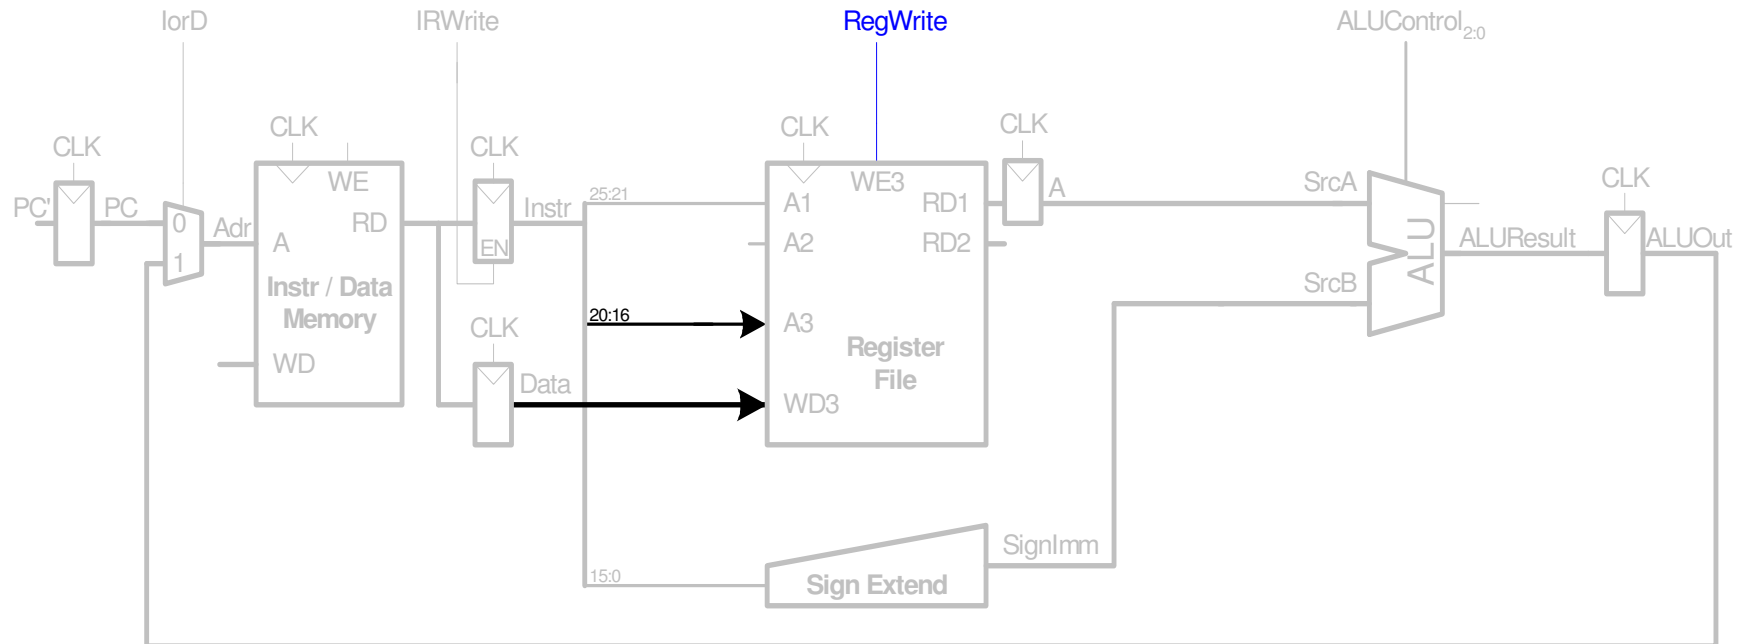 IorD
IRWrite
RegWrite
ALUControl2:0
CLK
CLK
CLK
CLK
CLK
CLK
PC'
PC
0
1
Adr
WE
RD
A
Instr / Data
Memory
WD
EN
Instr
CLK
Data
25:21
20:16
15:0
A1
A2
A3
WD3
WE3
RD1
RD2
Register
File
A
SrcA
SrcB
ALU
ALUResult
ALUOut
Sign Extend
SignImm